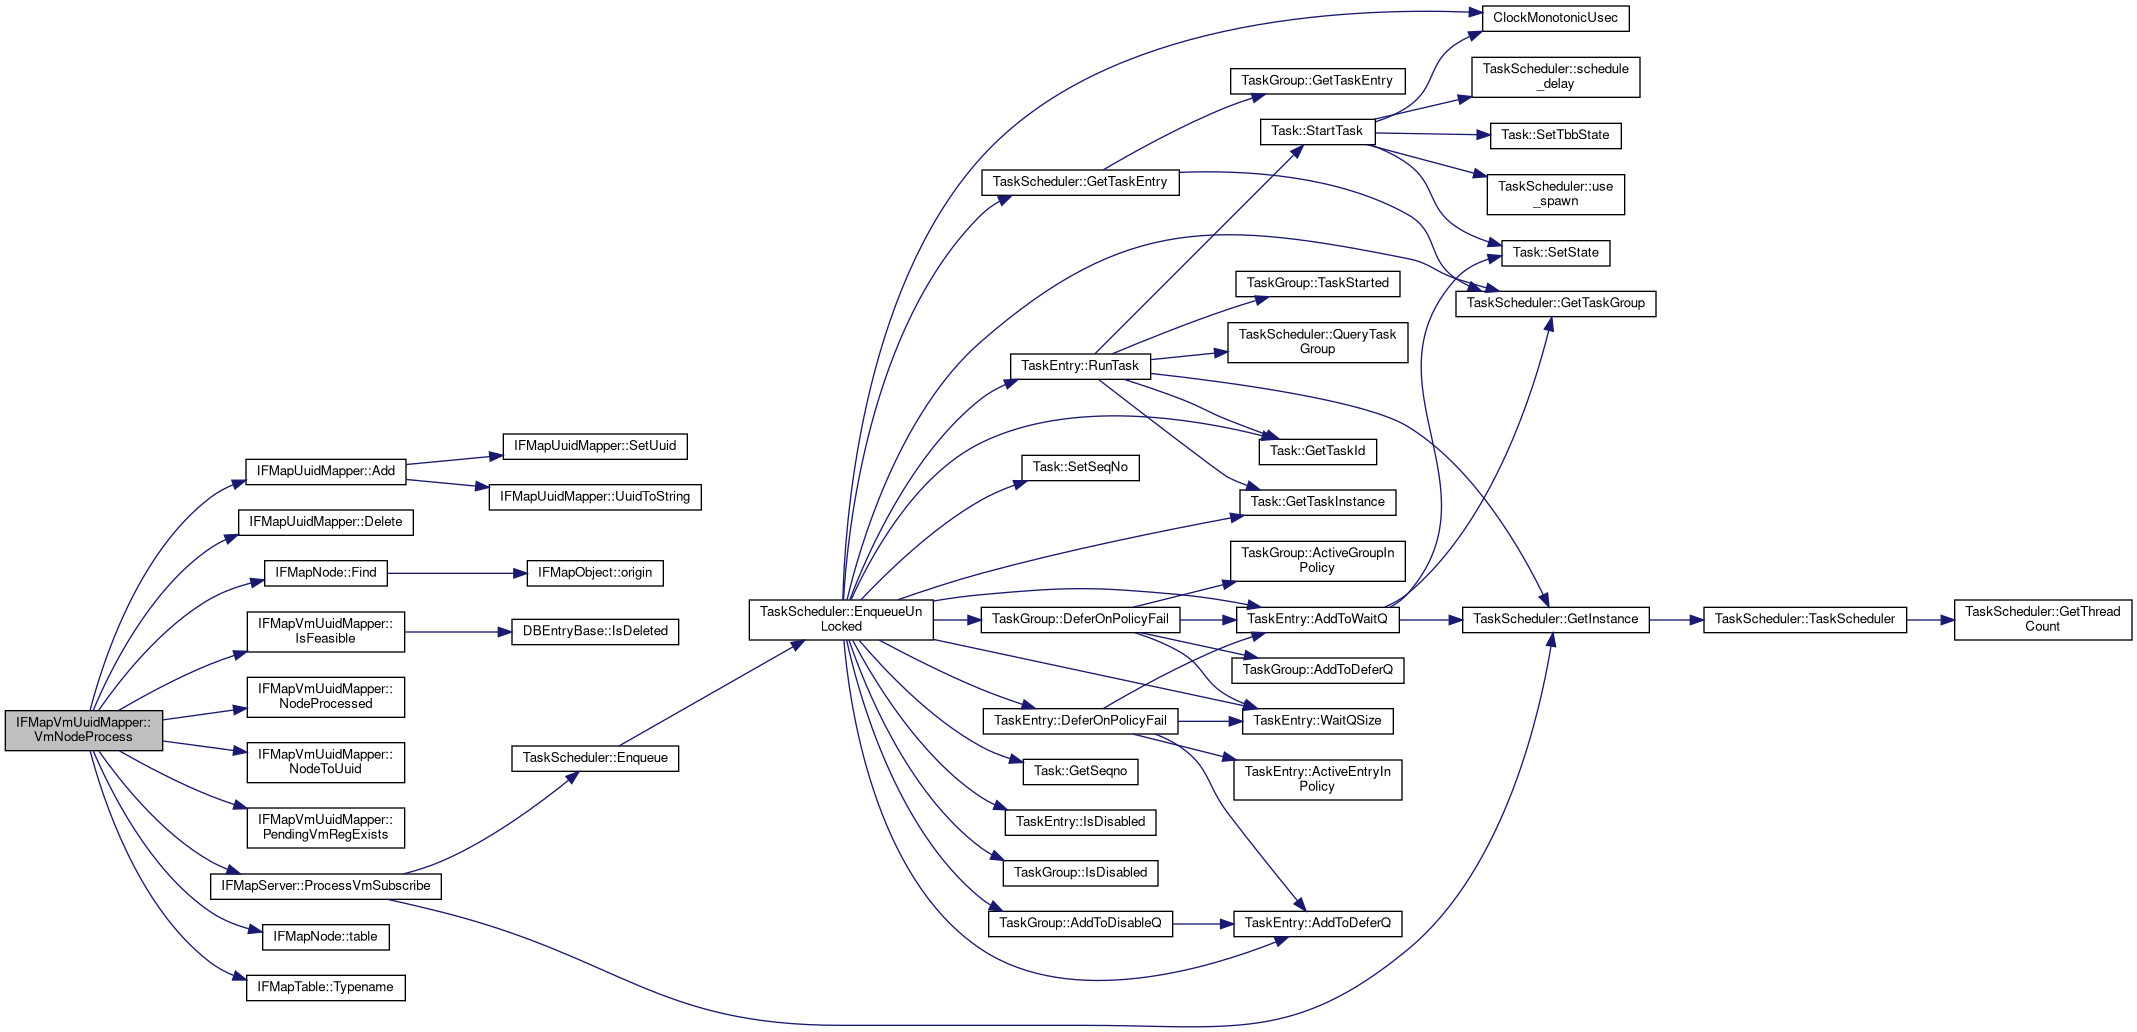 IFMapVmUuidMapper::
VmNodeProcess
IFMapUuidMapper::Add
IFMapUuidMapper::SetUuid
IFMapUuidMapper::UuidToString
IFMapUuidMapper::Delete
IFMapNode::Find
IFMapObject::origin
IFMapVmUuidMapper::
IsFeasible
DBEntryBase::IsDeleted
IFMapVmUuidMapper::
NodeProcessed
IFMapVmUuidMapper::
NodeToUuid
IFMapVmUuidMapper::
PendingVmRegExists
IFMapServer::ProcessVmSubscribe
IFMapNode::table
IFMapTable::Typename
TaskScheduler::Enqueue
TaskScheduler::EnqueueUn
Locked
TaskScheduler::GetTaskEntry
TaskEntry::RunTask
Task::SetSeqNo
TaskGroup::DeferOnPolicyFail
TaskEntry::DeferOnPolicyFail
Task::GetSeqno
TaskEntry::IsDisabled
TaskGroup::IsDisabled
TaskGroup::AddToDisableQ
TaskGroup::GetTaskEntry
Task::StartTask
TaskGroup::TaskStarted
TaskScheduler::QueryTask
Group
Task::GetTaskId
Task::GetTaskInstance
TaskGroup::ActiveGroupIn
Policy
TaskEntry::AddToWaitQ
TaskGroup::AddToDeferQ
TaskEntry::WaitQSize
TaskEntry::ActiveEntryIn
Policy
TaskEntry::AddToDeferQ
ClockMonotonicUsec
TaskScheduler::schedule
_delay
Task::SetTbbState
TaskScheduler::use
_spawn
Task::SetState
TaskScheduler::GetTaskGroup
TaskScheduler::GetInstance
TaskScheduler::TaskScheduler
TaskScheduler::GetThread
Count